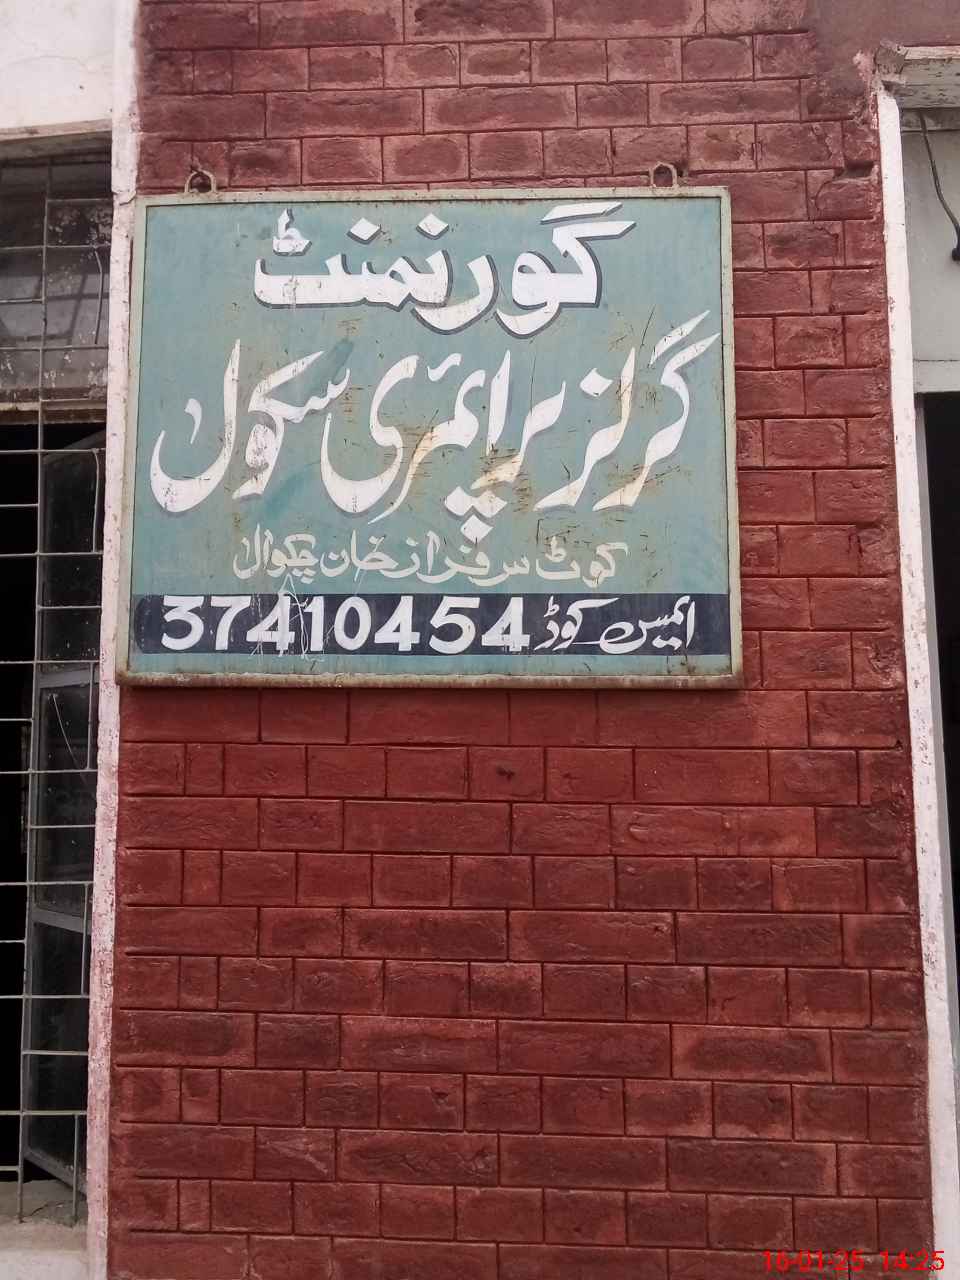 گورنمنٹ
گرلز پرائمری سکول
کوٹ سرفراز خان چکوال
ایمیس کوڈ 37410454
16-01-25 14:25